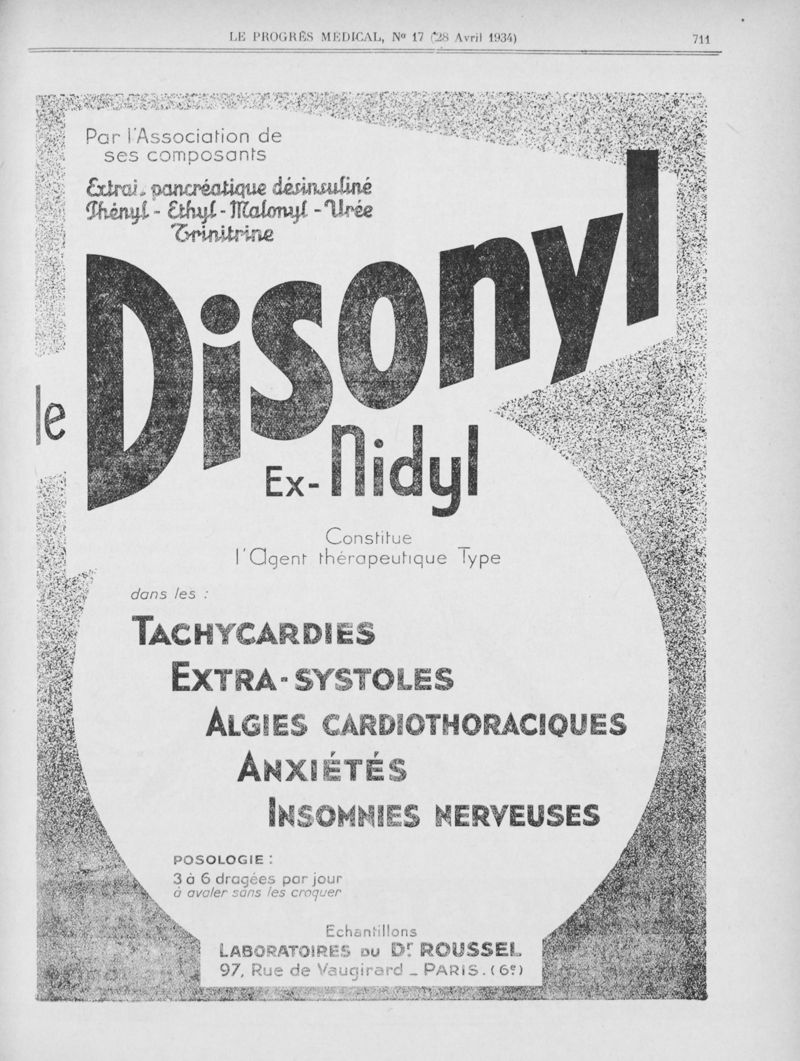 LE PROGRÈS MÉDICAL, No 17 (28 Avril 1934)
711
Par l'Association de
ses composants
Extrait pancréatique désinsuliné
Phényl - Ethyl - Malonyl - Urée
Trinitrine
le Disonyl
Ex-Nidyl
Constitue
l'Agent thérapeutique Type
dans les :
TACHYCARDIES
EXTRA-SYSTOLES
ALGIES CARDIOTHORACIQUES
ANXIÉTÉS
INSOMNIES NERVEUSES
POSOLOGIE :
3 à 6 dragées par jour
à avaler sans les croquer
Echantillons
LABORATOIRES DU Dr ROUSSEL
97, Rue de Vaugirard _ PARIS. (6e)